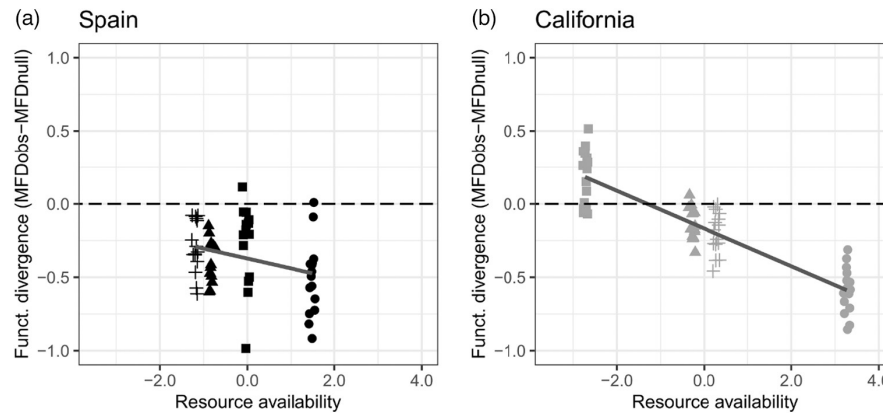 (a) Spain
Funct. divergence (MFDobs−MFDnull)
1.0
0.5
0.0
−0.5
−1.0
−2.0 0.0 2.0 4.0
Resource availability
(b) California
Funct. divergence (MFDobs−MFDnull)
1.0
0.5
0.0
−0.5
−1.0
−2.0 0.0 2.0 4.0
Resource availability